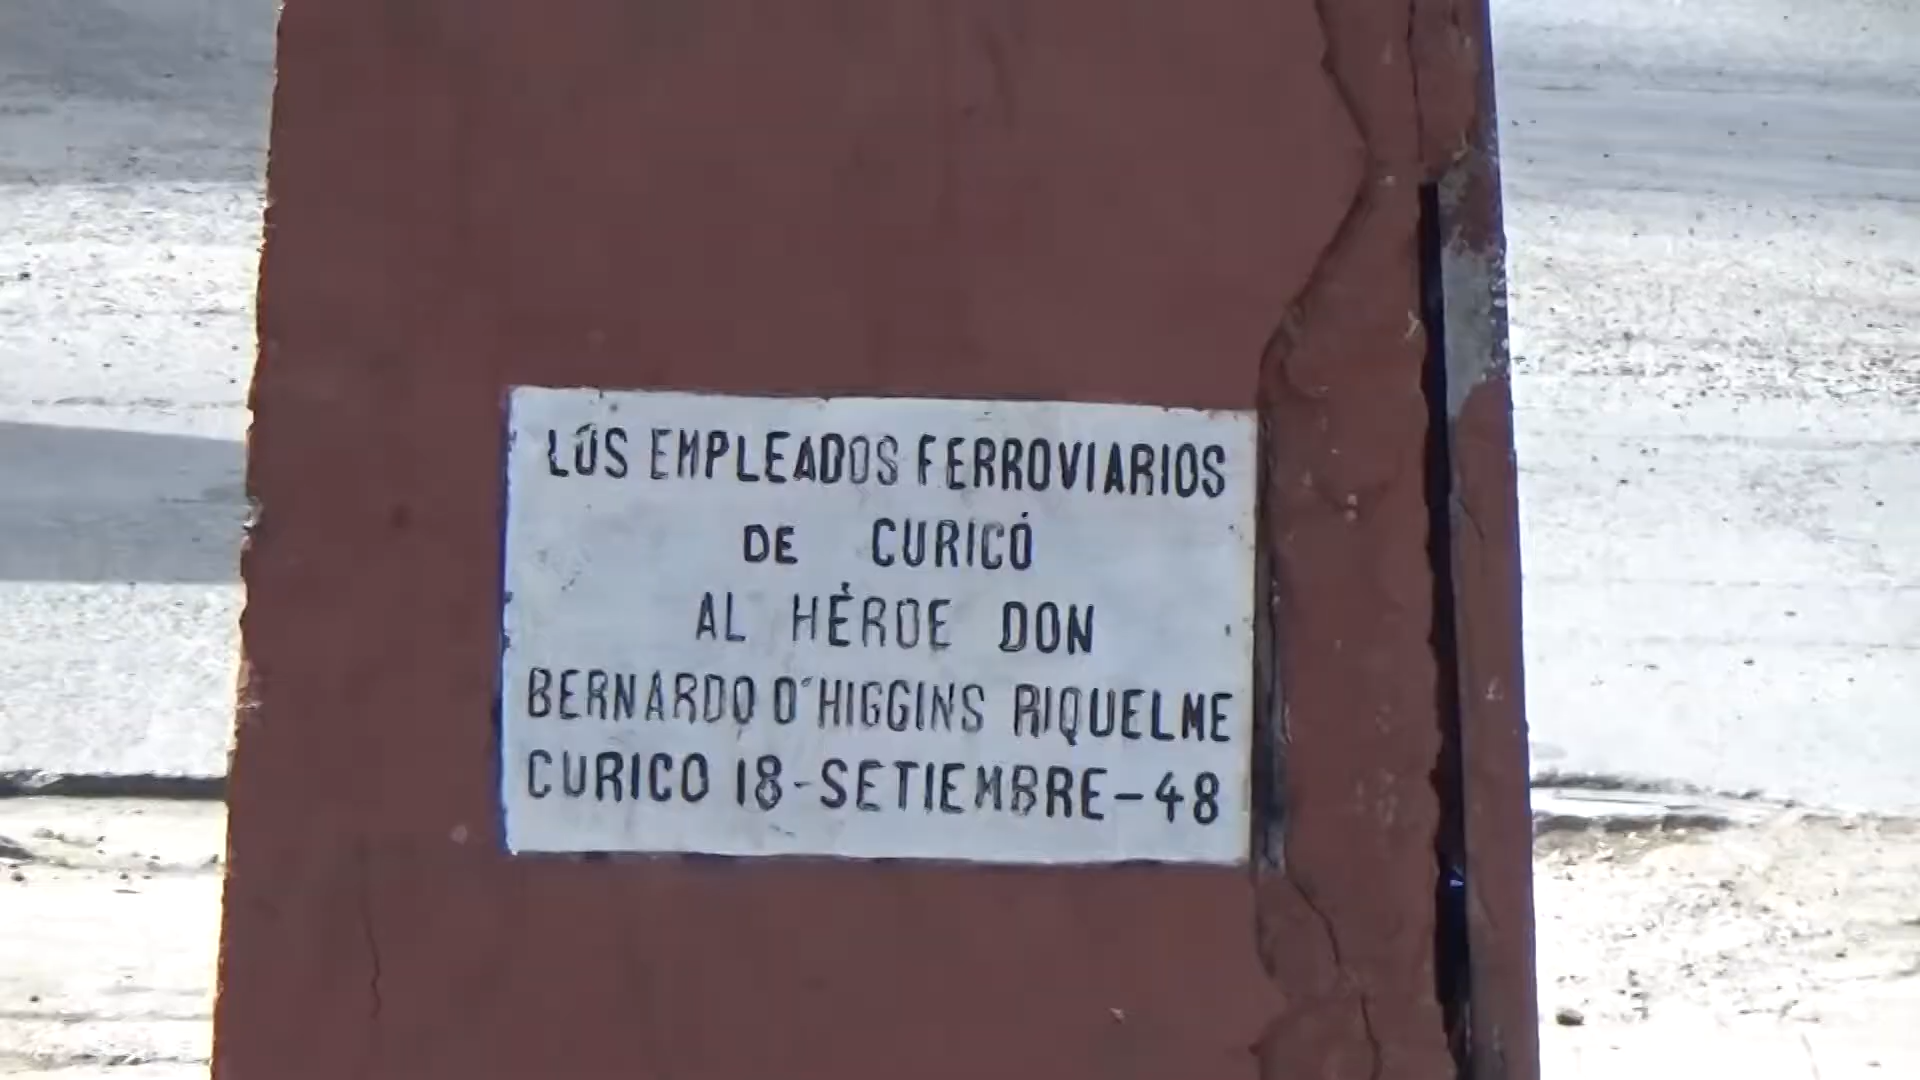 LOS EMPLEADOS FERROVIARIOS
DE CURICÓ
AL HÉROE DON
BERNARDO O'HIGGINS RIQUELME
CURICO 18-SETIEMBRE-48